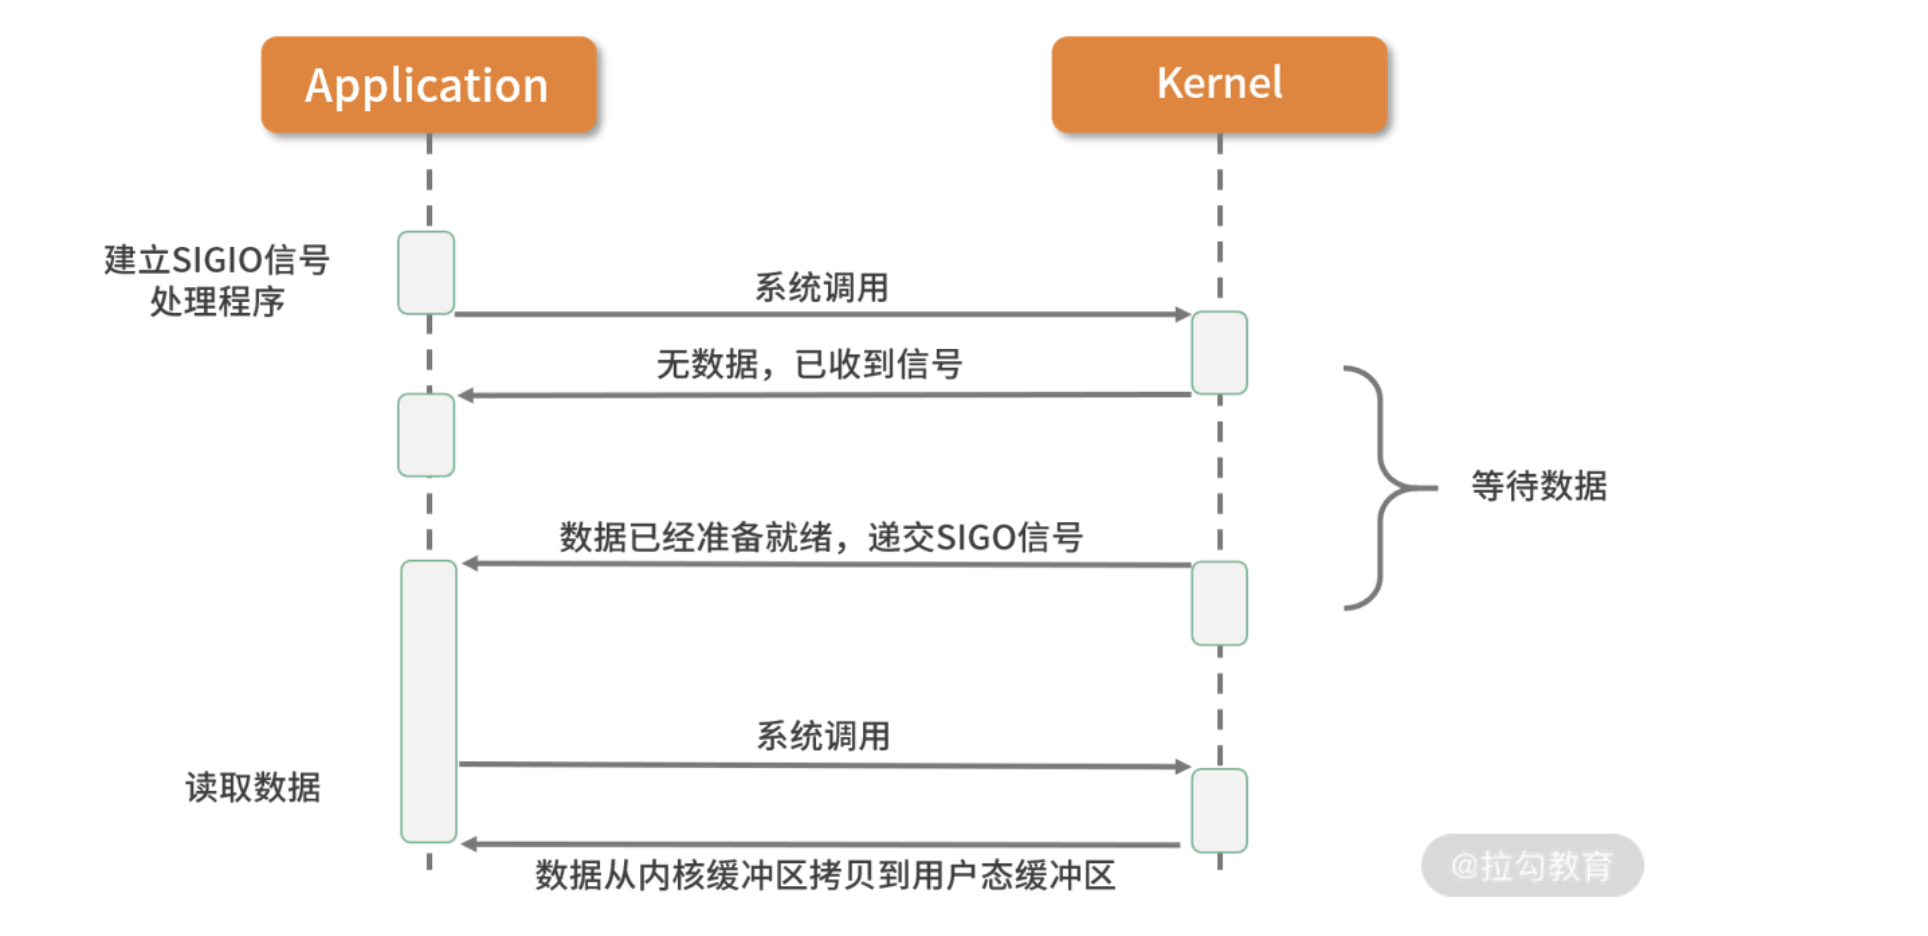 Application
Kernel
建立SIGIO信号
处理程序
系统调用
无数据，已收到信号
等待数据
数据已经准备就绪，递交SIGO信号
系统调用
读取数据
数据从内核缓冲区拷贝到用户态缓冲区
@拉勾教育